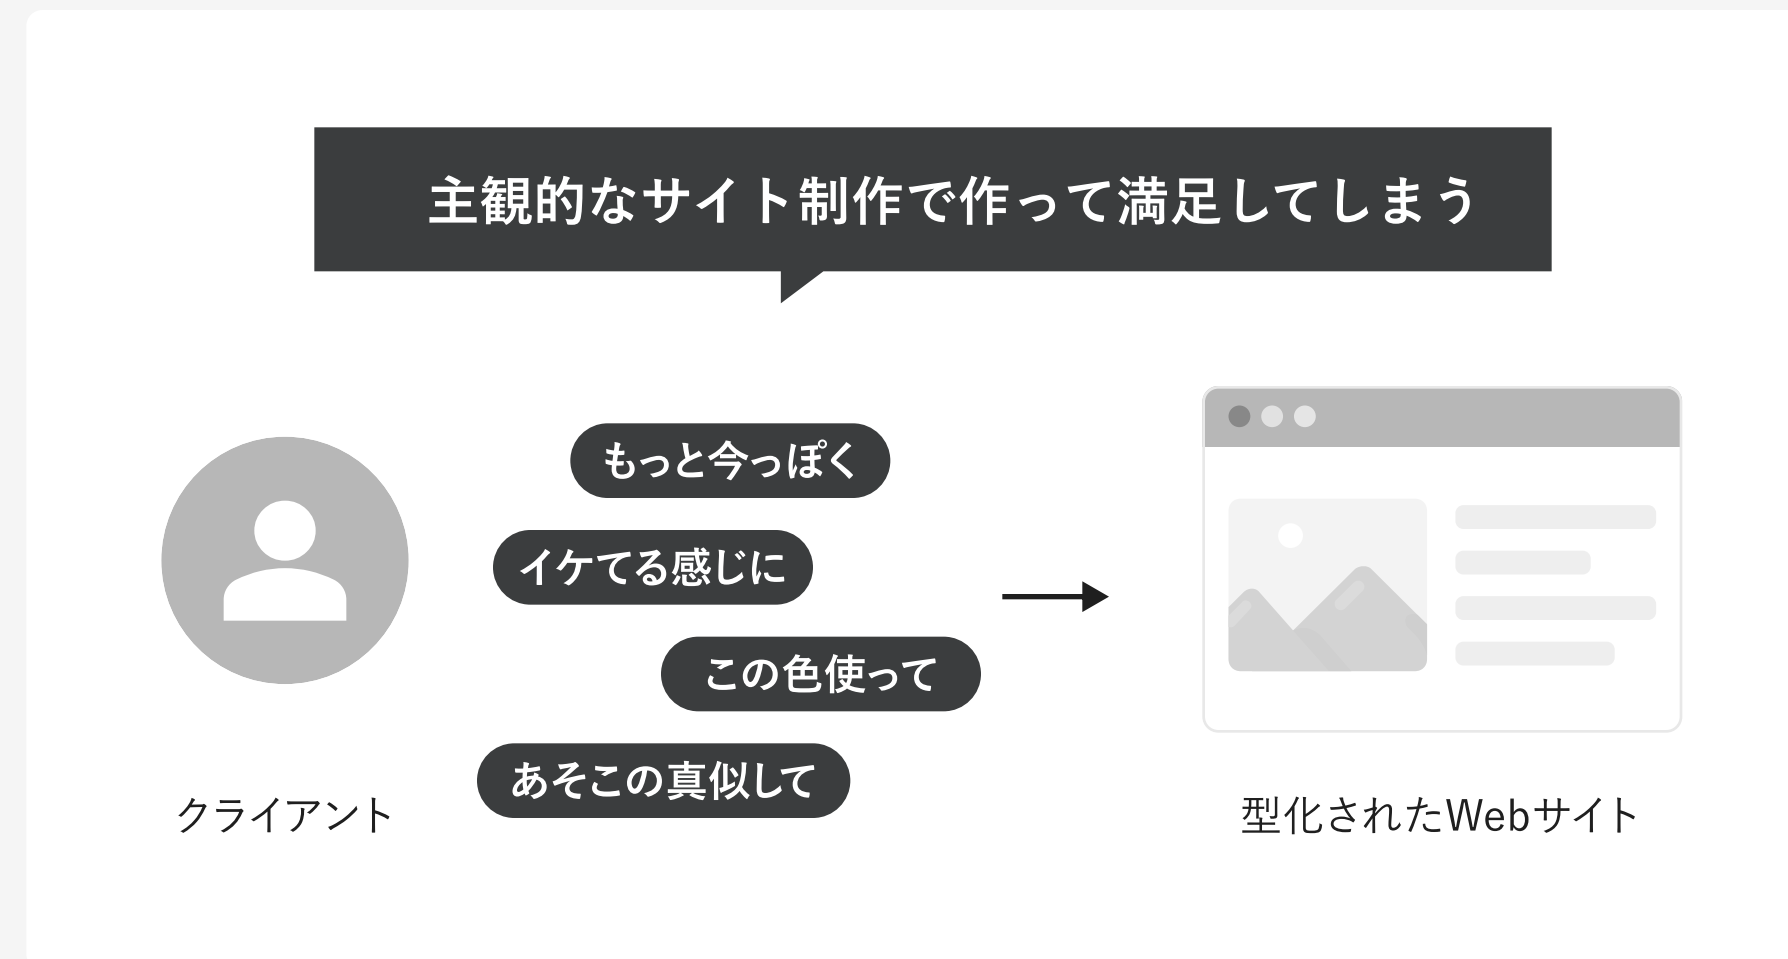 主観的なサイト制作で作って満足してしまう
もっと今っぽく
イケてる感じに
この色使って
あそこの真似して
クライアント
型化されたWebサイト